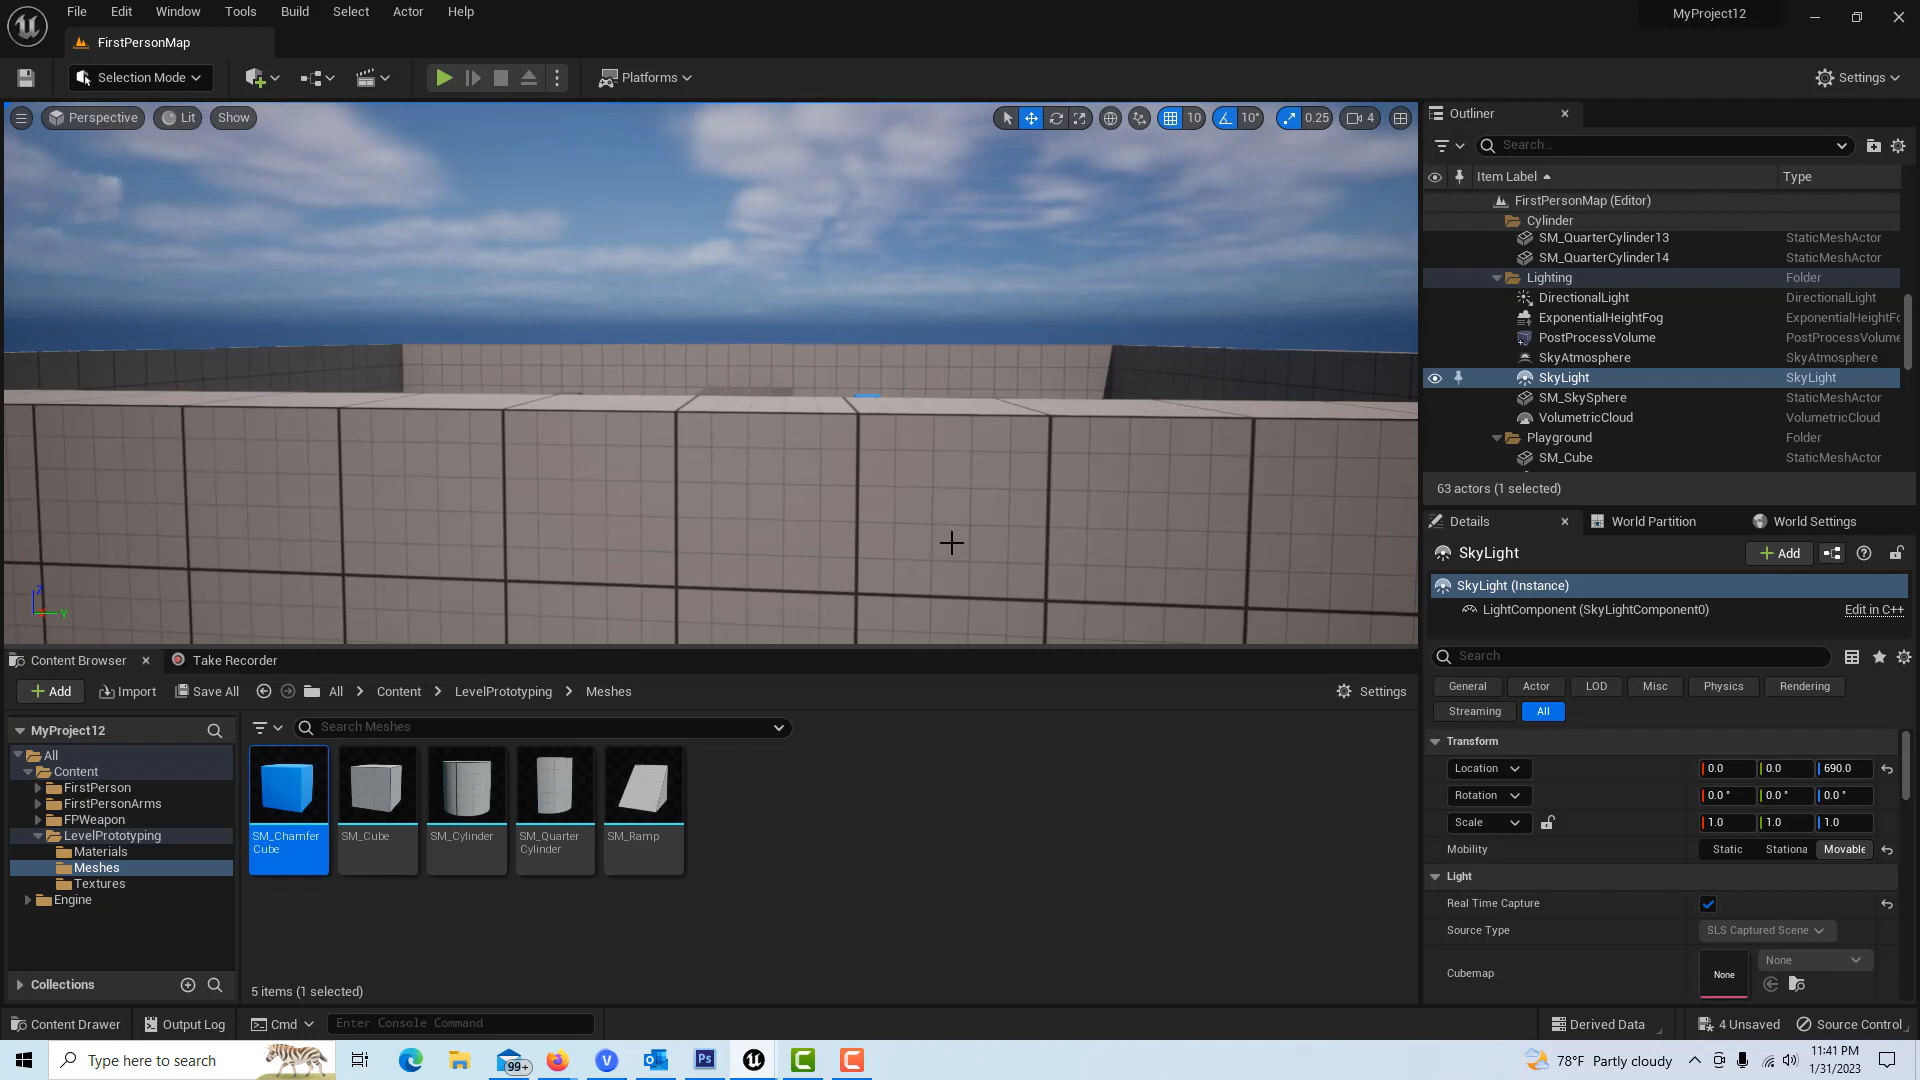 File Edit Window Tools Build Select Actor Help
MyProject12
FirstPersonMap
Selection Mode
Platforms
Settings
Perspective Lit Show
10 10° 0.25 4
Outliner
Search...
Item Label Type
FirstPersonMap (Editor)
Cylinder
SM_QuarterCylinder13 StaticMeshActor
SM_QuarterCylinder14 StaticMeshActor
Lighting Folder
DirectionalLight DirectionalLight
ExponentialHeightFog ExponentialHeightFo
PostProcessVolume PostProcessVolume
SkyAtmosphere SkyAtmosphere
SkyLight SkyLight
SM_SkySphere StaticMeshActor
VolumetricCloud VolumetricCloud
Playground Folder
SM_Cube StaticMeshActor
63 actors (1 selected)
Details World Partition World Settings
SkyLight
Add
SkyLight (Instance)
LightComponent (SkyLightComponent0) Edit in C++
Search
General Actor LOD Misc Physics Rendering
Streaming All
Transform
Location 0.0 0.0 690.0
Rotation 0.0° 0.0° 0.0°
Scale 1.0 1.0 1.0
Mobility Static Stationa Movable
Light
Real Time Capture
Source Type SLS Captured Scene
Cubemap None None
Z
Y
Content Browser Take Recorder
Add Import Save All All Content LevelPrototyping Meshes Settings
MyProject12
Search Meshes
All
Content
FirstPerson
FirstPersonArms
FPWeapon
LevelPrototyping
Materials
Meshes
Textures
Engine
SM_Chamfer
Cube
SM_Cube
SM_Cylinder
SM_Quarter
Cylinder
SM_Ramp
Collections
5 items (1 selected)
Content Drawer Output Log Cmd Enter Console Command Derived Data 4 Unsaved Source Control
Type here to search
99+
Ps
78°F Partly cloudy
11:41 PM
1/31/2023